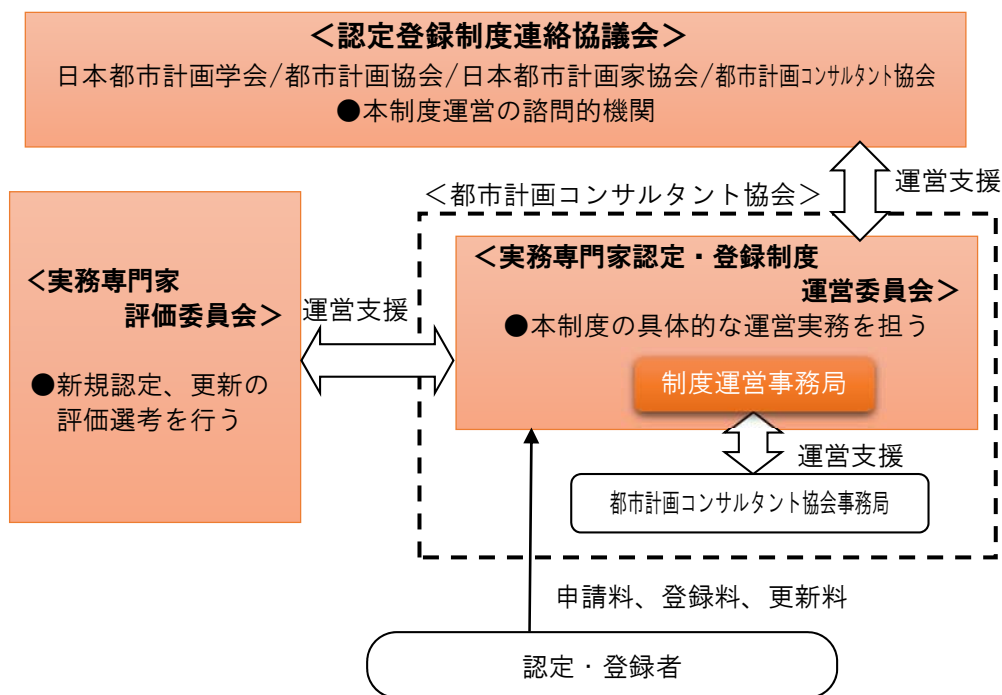 ＜認定登録制度連絡協議会＞
日本都市計画学会/都市計画協会/日本都市計画家協会/都市計画コンサルタント協会
●本制度運営の諮問的機関
運営支援
＜都市計画コンサルタント協会＞
＜実務専門家
評価委員会＞
●新規認定、更新の
評価選考を行う
運営支援
＜実務専門家認定・登録制度
運営委員会＞
●本制度の具体的な運営実務を担う
制度運営事務局
運営支援
都市計画コンサルタント協会事務局
申請料、登録料、更新料
認定・登録者